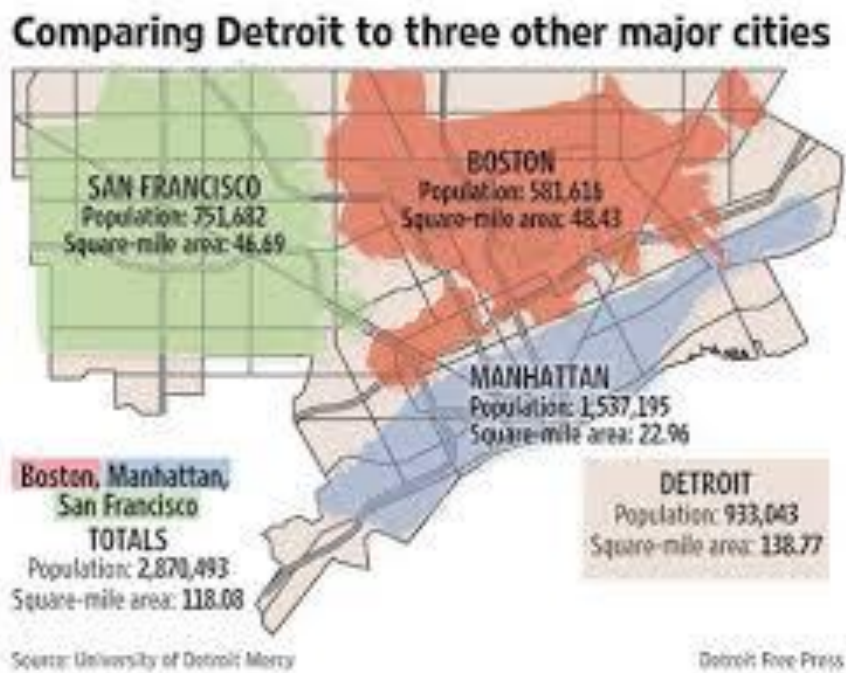 Comparing Detroit to three other major cities
SAN FRANCISCO
Population: 751,682
Square-mile area: 46.69
BOSTON
Population: 581,616
Square-mile area: 48.43
MANHATTAN
Population: 1,537,195
Square-mile area: 22.96
Boston, Manhattan,
San Francisco
TOTALS
Population: 2,870,493
Square-mile area: 118.08
DETROIT
Population: 933,043
Square-mile area: 138.77
Source: University of Detroit Mercy
Detroit Free Press